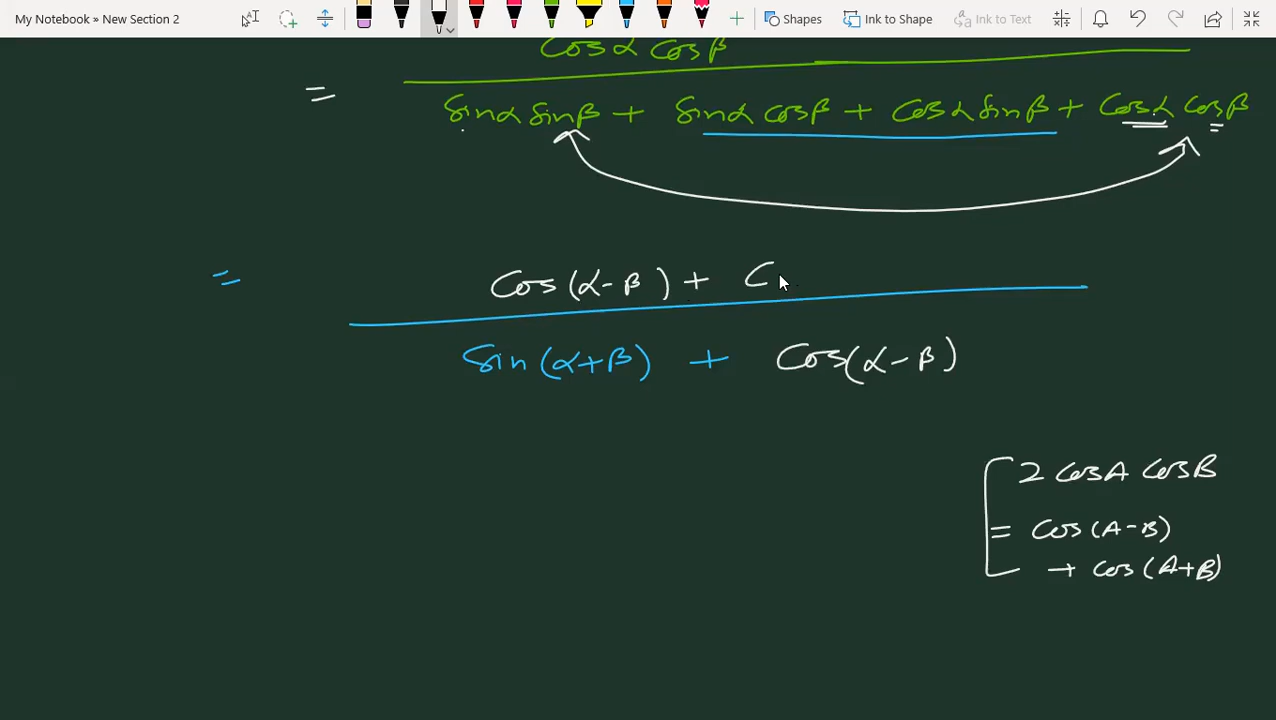 My Notebook » New Section 2
Shapes
Ink to Shape
Ink to Text
Cosα Cosβ
=
Sinα Sinβ + Sinα Cosβ + Cosα Sinβ + Cosα Cosβ
= Cos(α-β) + C
Sin(α+β) + Cos(α-β)
2 CosA CosB
= Cos(A-B)
+ Cos(A+B)